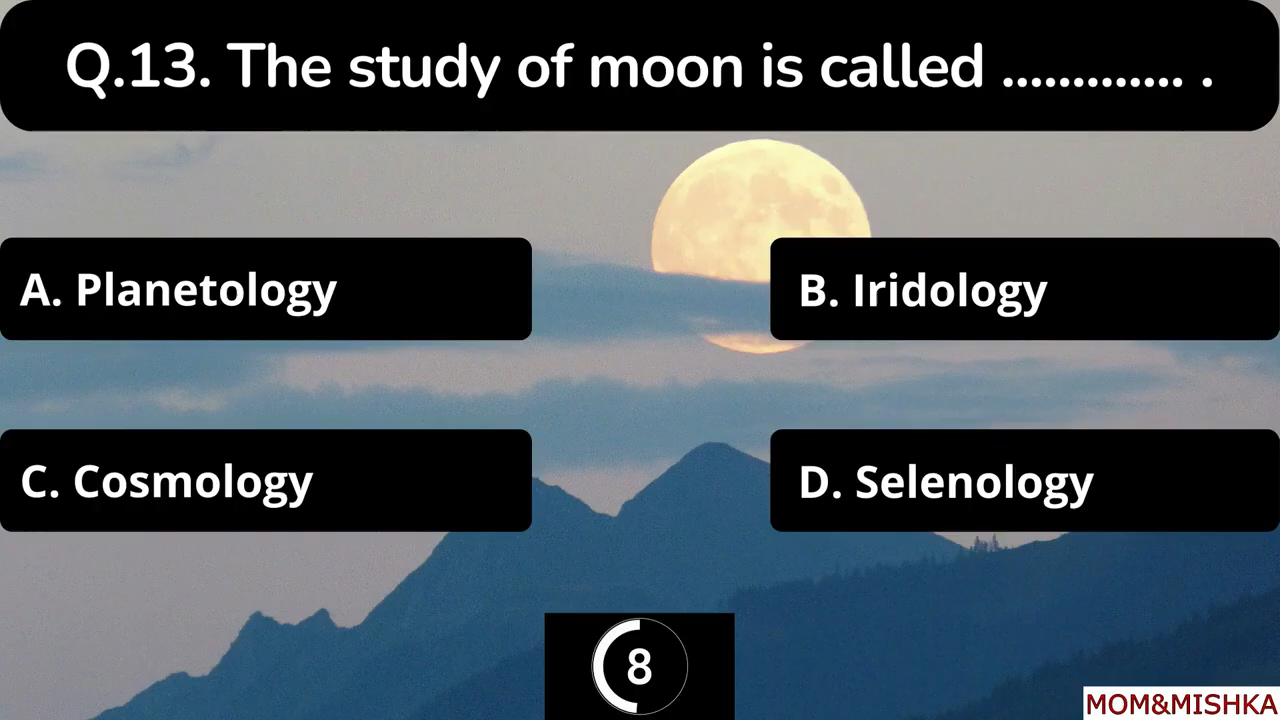 Q.13. The study of moon is called ............. .
A. Planetology
B. Iridology
C. Cosmology
D. Selenology
8
MOM&MISHKA